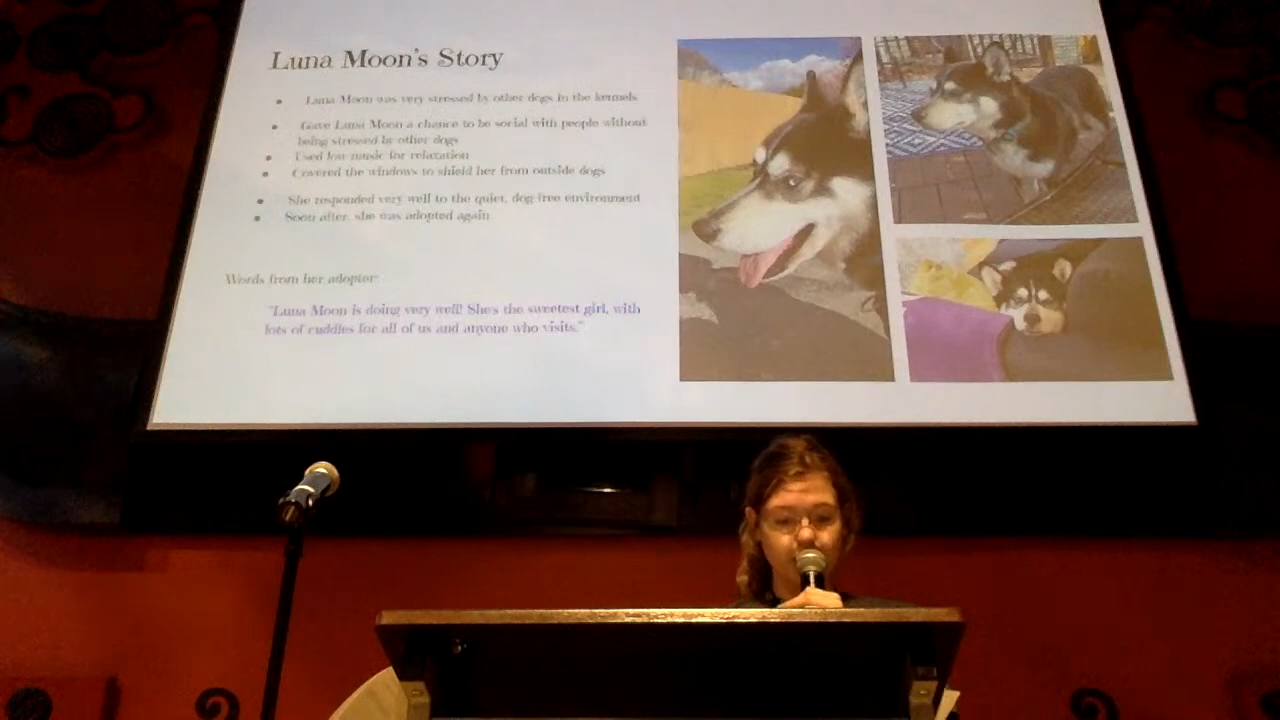 Luna Moon's Story
• Luna Moon was very stressed by other dogs in the kennels
• Gave Luna Moon a chance to be social with people without
being stressed by other dogs
• Used low music for relaxation
• Covered the windows to shield her from outside dogs
• She responded very well to the quiet, dog free environment
• Soon after, she was adopted again
Words from her adopter:
"Luna Moon is doing very well! She's the sweetest girl, with
lots of cuddles for all of us and anyone who visits."